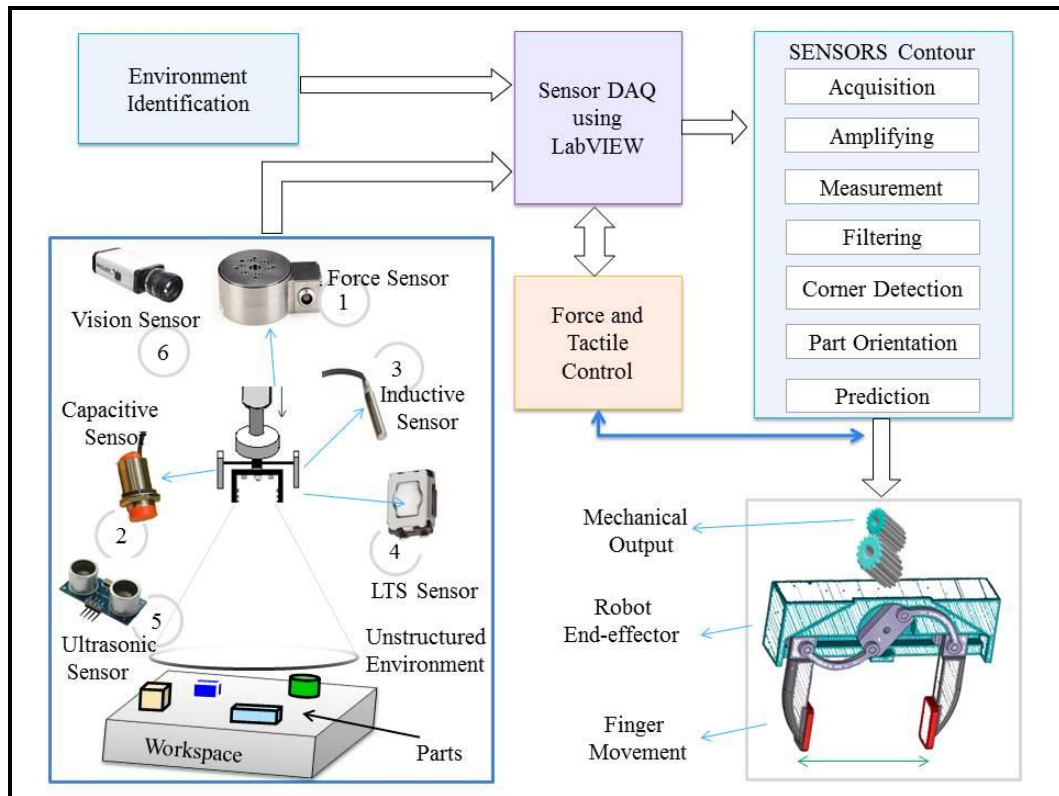 Environment
Identification
Sensor DAQ
using
LabVIEW
SENSORS Contour
Acquisition
Amplifying
Measurement
Filtering
Corner Detection
Part Orientation
Prediction
Force and
Tactile
Control
Vision Sensor
6
Force Sensor
1
3
Inductive
Sensor
Capacitive
Sensor
2
4
LTS Sensor
5
Ultrasonic
Sensor
Unstructured
Environment
Workspace
Parts
Mechanical
Output
Robot
End-effector
Finger
Movement